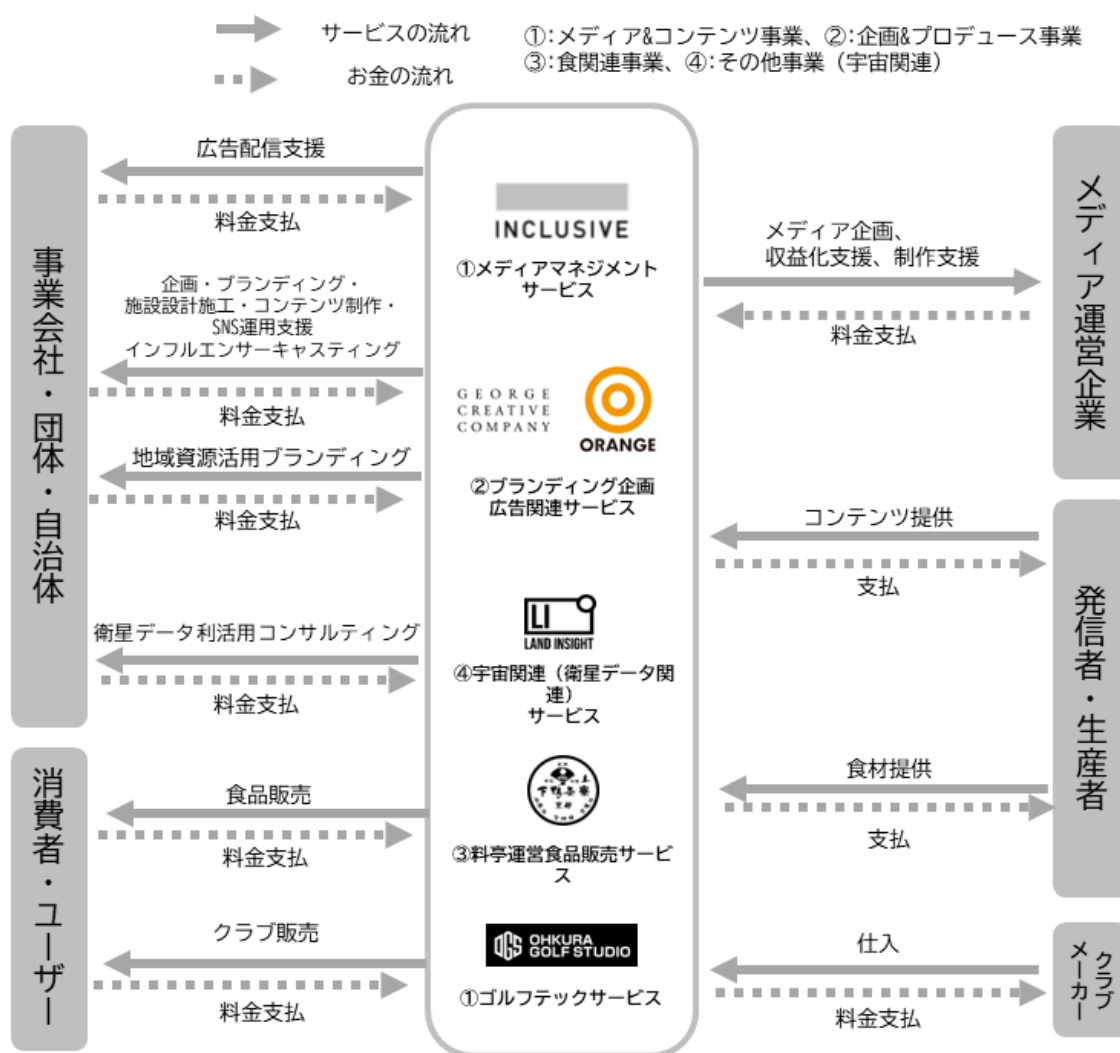 サービスの流れ
お金の流れ
①:メディア&コンテンツ事業、②:企画&プロデュース事業
③:食関連事業、④:その他事業（宇宙関連）
事業会社・団体・自治体
広告配信支援
料金支払
企画・ブランディング・
施設設計施工・コンテンツ制作・
SNS運用支援
インフルエンサーキャスティング
料金支払
地域資源活用ブランディング
料金支払
衛星データ利活用コンサルティング
料金支払
消費者・ユーザー
食品販売
料金支払
クラブ販売
料金支払
INCLUSIVE
①メディアマネジメント
サービス
GEORGE
CREATIVE
COMPANY
ORANGE
②ブランディング企画
広告関連サービス
LI
LAND INSIGHT
④宇宙関連（衛星データ関
連）
サービス
下鴨茶寮
③料亭運営食品販売サービ
ス
OGS OHKURA
GOLF STUDIO
①ゴルフテックサービス
メディア企画、
収益化支援、制作支援
料金支払
メディア運営企業
コンテンツ提供
支払
食材提供
支払
発信者・生産者
仕入
料金支払
クラブ
メーカー